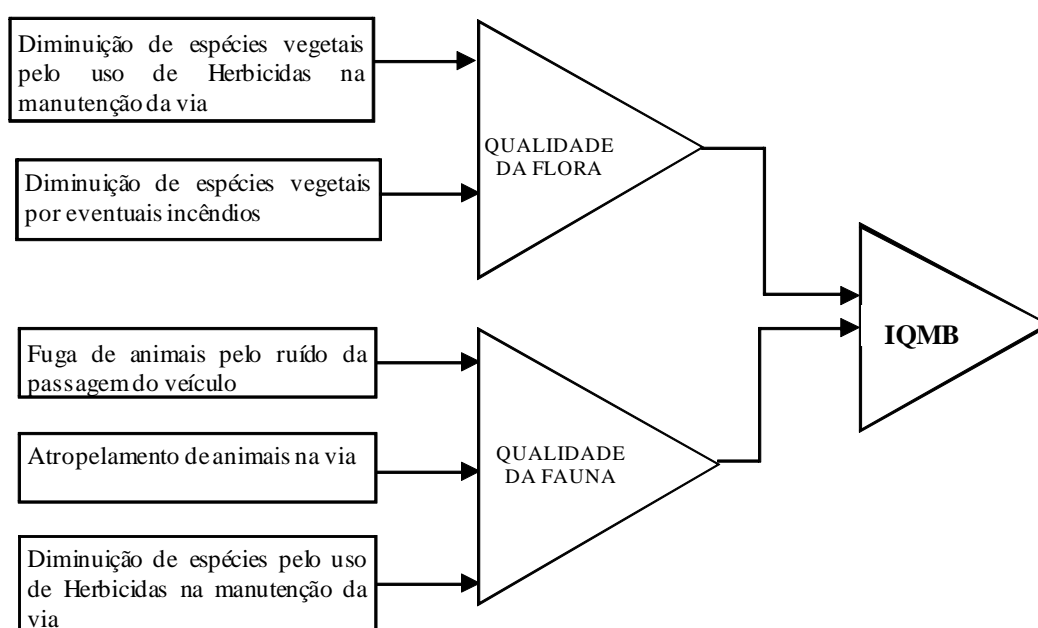 Diminuição de espécies vegetais
pelo uso de Herbicidas na
manutenção da via
Diminuição de espécies vegetais
por eventuais incêndios
QUALIDADE
DA FLORA
Fuga de animais pelo ruído da
passagem do veículo
Atropelamento de animais na via
Diminuição de espécies pelo uso
de Herbicidas na manutenção da
via
QUALIDADE
DA FAUNA
IQMB